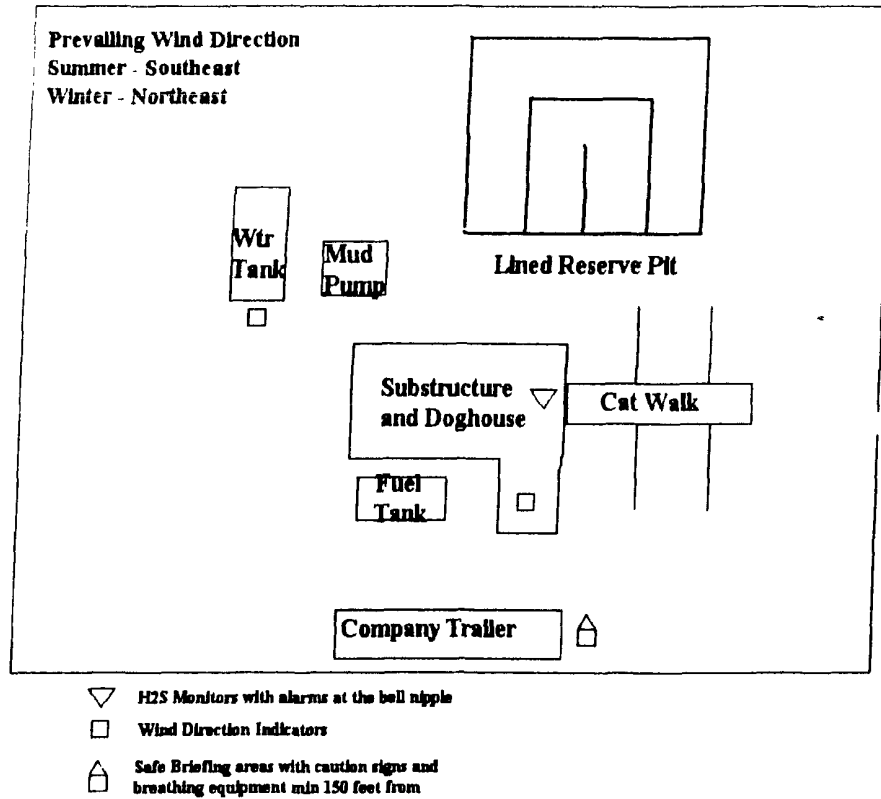 Prevailing Wind Direction
Summer - Southeast
Winter - Northeast
Wtr
Tank
Mud
Pump
Lined Reserve Pit
Substructure
and Doghouse
Cat Walk
Fuel
Tank
Company Trailer
H2S Monitors with alarms at the bell nipple
Wind Direction Indicators
Safe Briefing areas with caution signs and
breathing equipment min 150 feet from